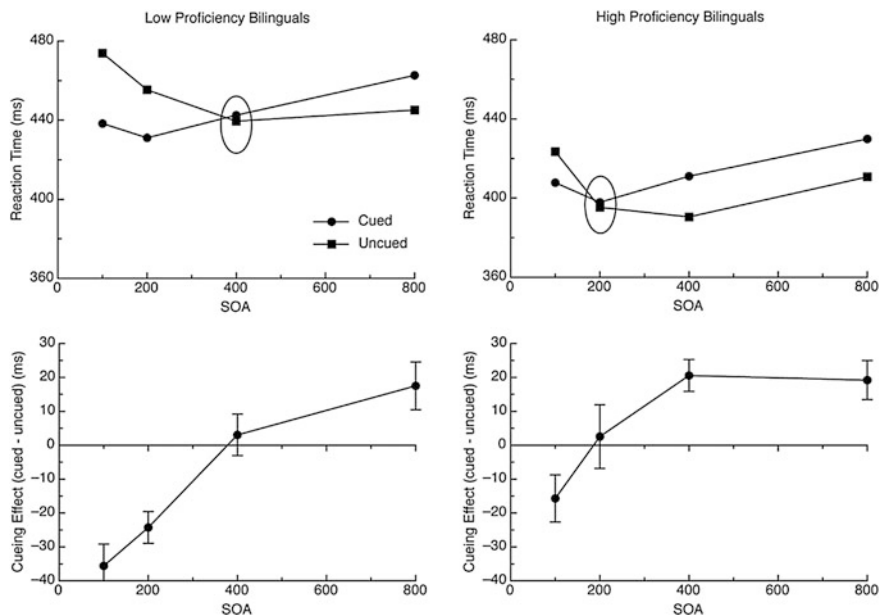 Low Proficiency Bilinguals
480
440
400
360
Reaction Time (ms)
Cued
Uncued
0 200 400 600 800
SOA
High Proficiency Bilinguals
480
440
400
360
Reaction Time (ms)
0 200 400 600 800
SOA
30
20
10
0
−10
−20
−30
−40
Cueing Effect (cued - uncued) (ms)
0 200 400 600 800
SOA
30
20
10
0
−10
−20
−30
−40
Cueing Effect (cued - uncued) (ms)
0 200 400 600 800
SOA